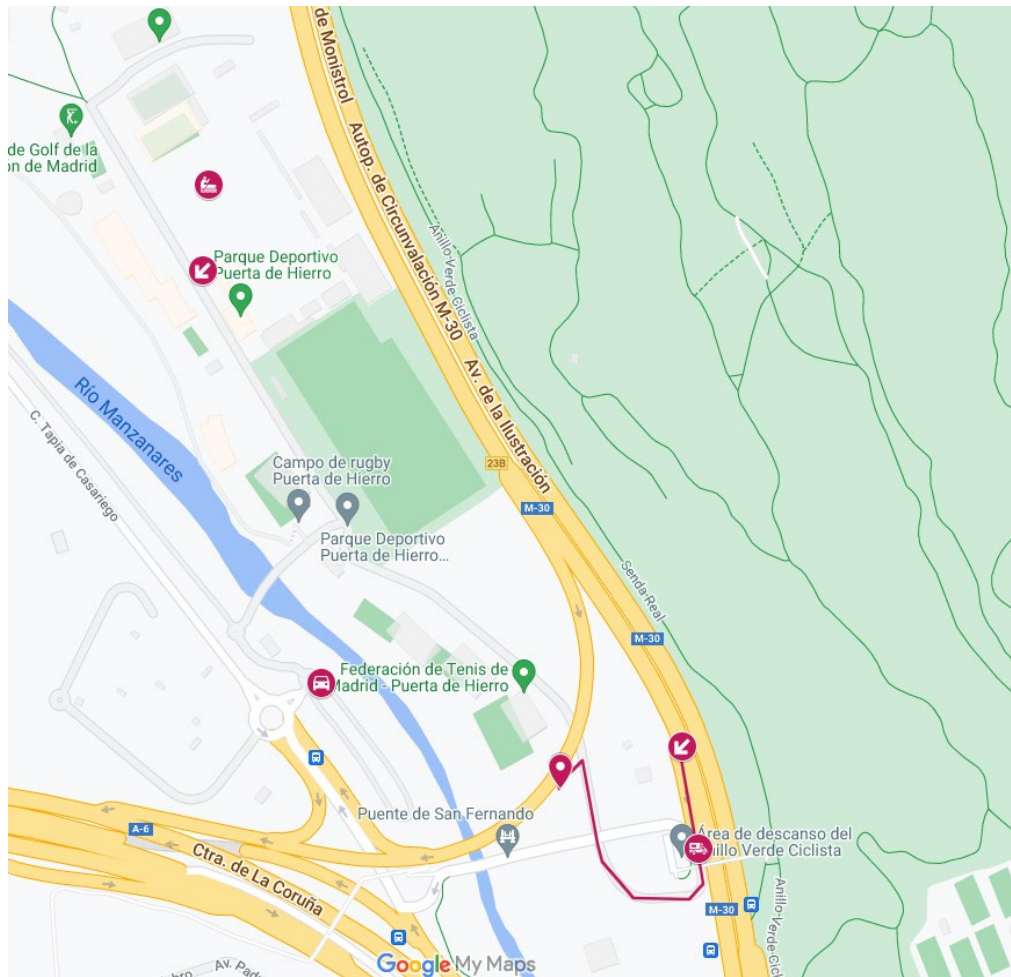 de Monistrol
Autop. de Circunvalación M-30
Av. de la Ilustración
de Golf de la
ón de Madrid
Anillo Verde Ciclista
Parque Deportivo
Puerta de Hierro
Río Manzanares
C. Tapia de Casariego
23B
Campo de rugby
Puerta de Hierro
M-30
Parque Deportivo
Puerta de Hierro...
Senda Real
M-30
Federación de Tenis de
Madrid - Puerta de Hierro
Puente de San Fernando
A-6
Área de descanso del
nillo Verde Ciclista
Ctra. de La Coruña
M-30
Anillo Verde Cicl
Av. Pad
Google My Maps